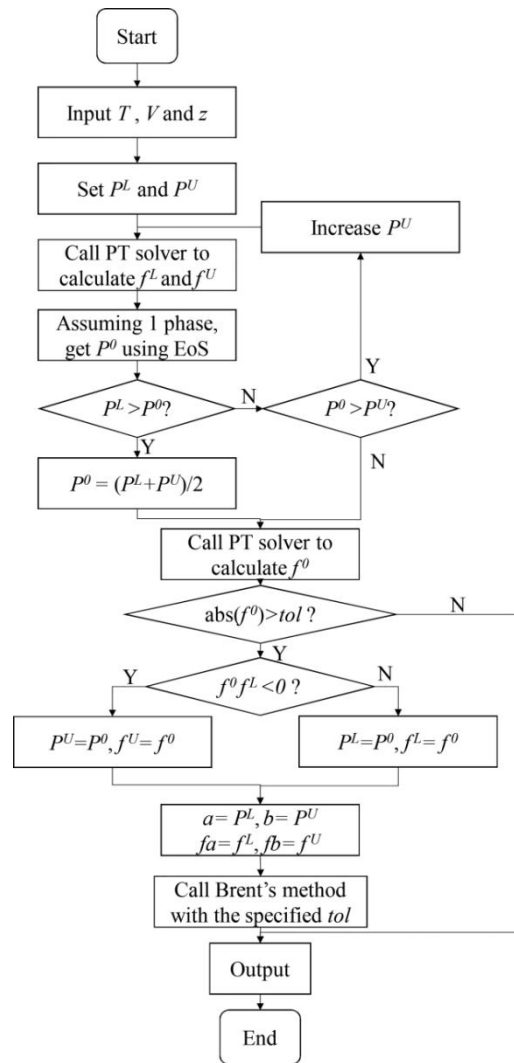 Start
Input T , V and z
Set P^L and P^U
Increase P^U
Call PT solver to
calculate f^L and f^U
Assuming 1 phase,
get P^0 using EoS
Y
P^L >P^0?
N
P^0 >P^U?
Y
N
P^0 = (P^L+P^U)/2
Call PT solver to
calculate f^0
abs(f^0)>tol ?
N
Y
Y
f^0 f^L <0 ?
N
P^U=P^0, f^U= f^0
P^L=P^0, f^L= f^0
a= P^L, b= P^U
fa= f^L, fb= f^U
Call Brent's method
with the specified tol
Output
End